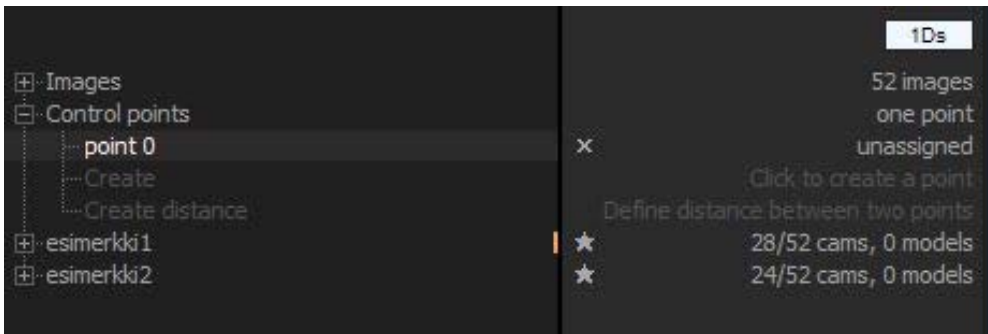 1Ds
Images 52 images
Control points one point
point 0 unassigned
Create Click to create a point
Create distance Define distance between two points
esimerkki1 28/52 cams, 0 models
esimerkki2 24/52 cams, 0 models